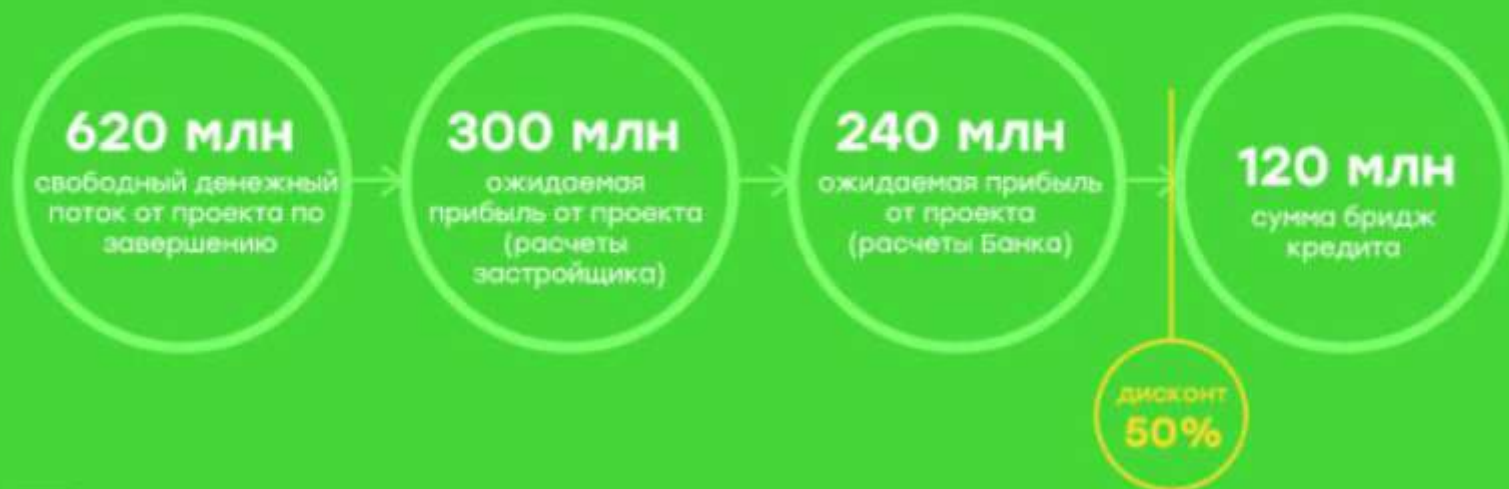 620 млн
свободный денежный
поток от проекта по
завершению
300 млн
ожидаемая
прибыль от проекта
(расчеты
застройщика)
240 млн
ожидаемая прибыль
от проекта
(расчеты Банка)
120 млн
сумма бридж
кредита
дисконт
50%